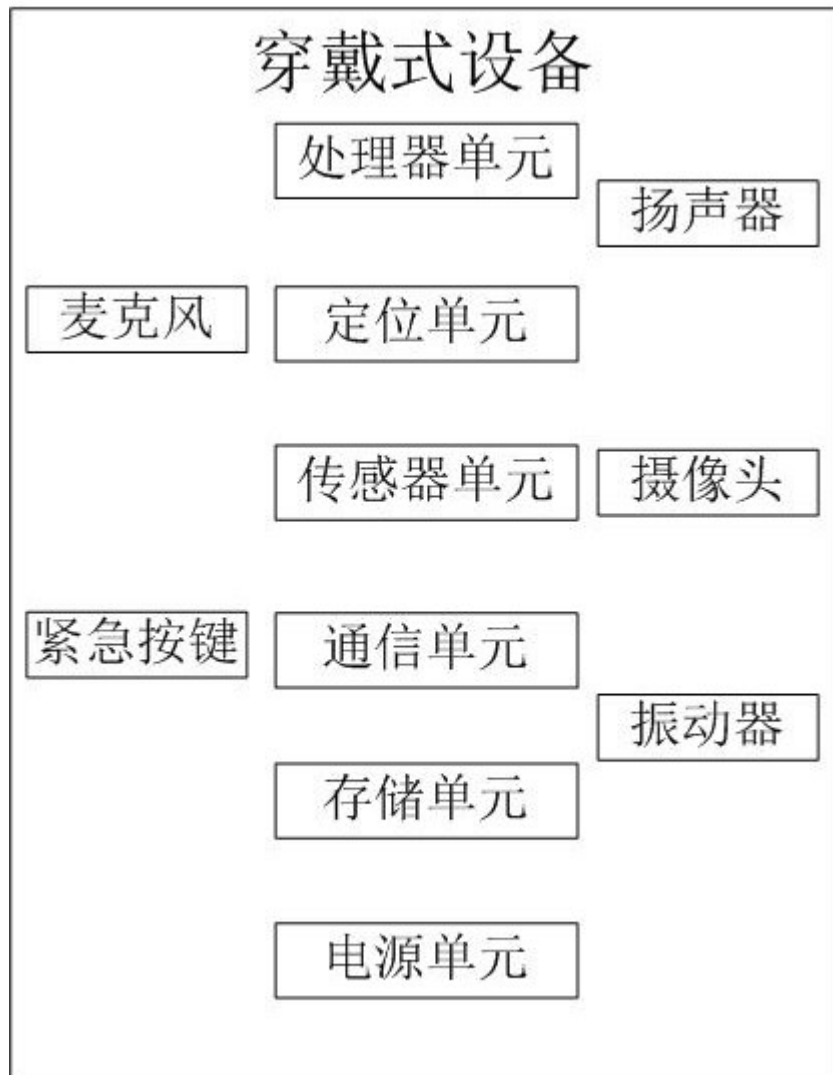 穿戴式设备
处理器单元
扬声器
麦克风
定位单元
传感器单元
摄像头
紧急按键
通信单元
振动器
存储单元
电源单元